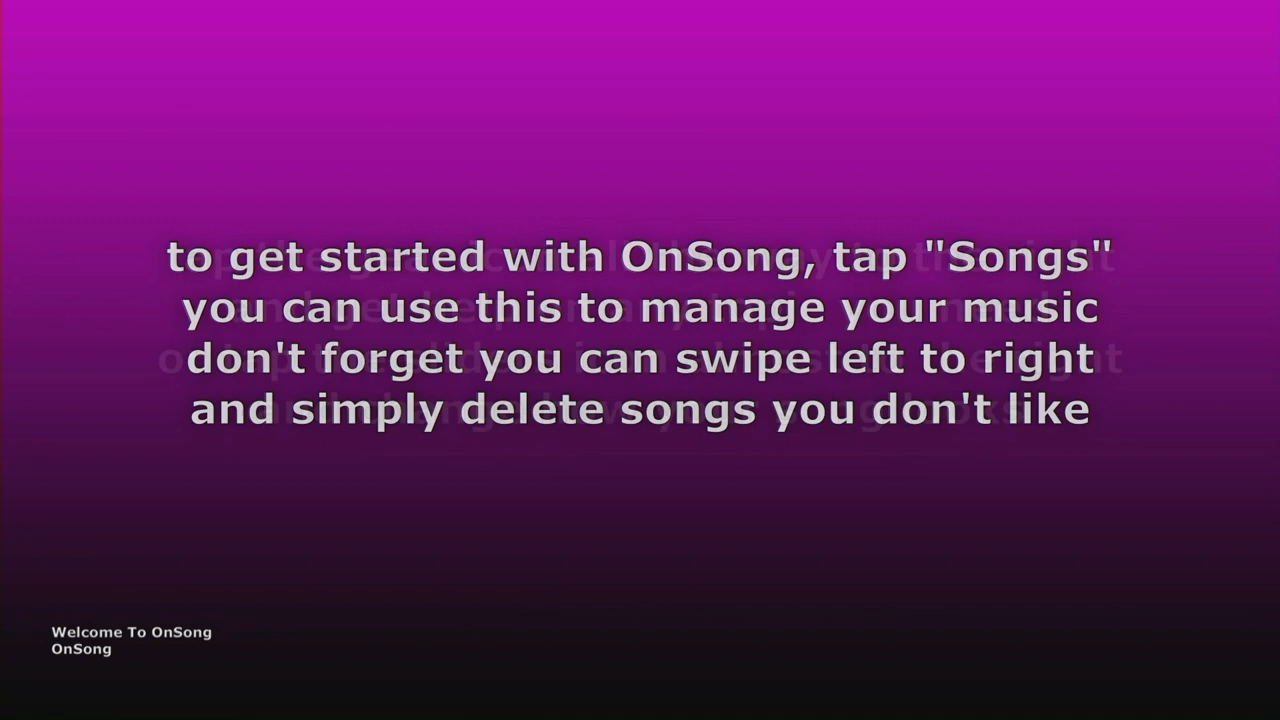 to get started with OnSong, tap "Songs"
you can use this to manage your music
don't forget you can swipe left to right
and simply delete songs you don't like
Welcome To OnSong
OnSong